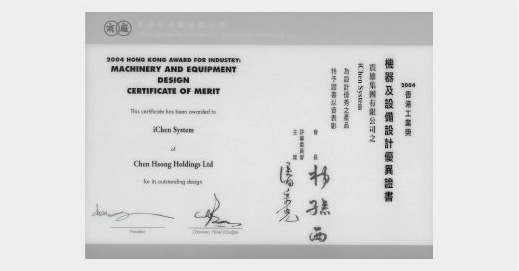 2004 HONG KONG AWARD FOR INDUSTRY:
MACHINERY AND EQUIPMENT
DESIGN
CERTIFICATE OF MERIT
This certificate has been awarded to
iChen System
of
Chen Hsong Holdings Ltd
for its outstanding design
President
Chairman, Panel of Judges
2004 香港工業獎
機器及設備設計優異證書
震雄集團有限公司之
iChen System
為設計優秀之產品
特予證書以資表彰
會長
評審委員會
主席